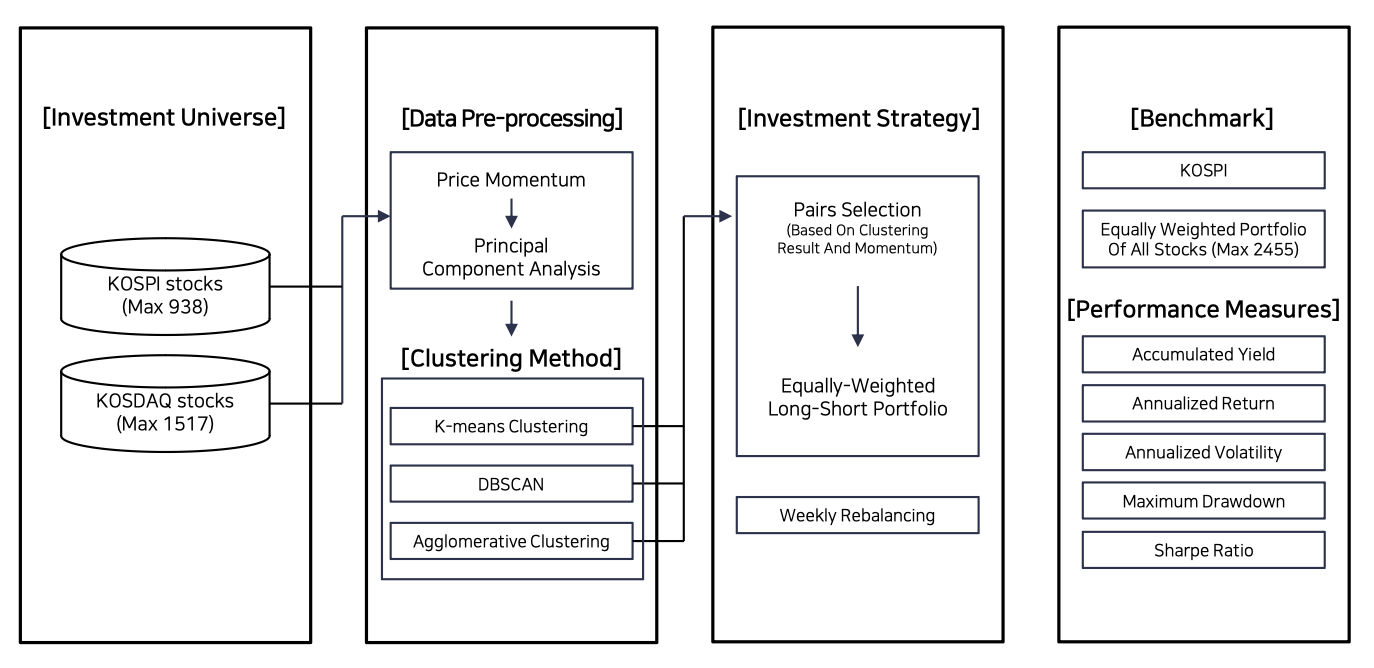 [Investment Universe]
KOSPI stocks
(Max 938)
KOSDAQ stocks
(Max 1517)
[Data Pre-processing]
Price Momentum
Principal
Component Analysis
[Clustering Method]
K-means Clustering
DBSCAN
Agglomerative Clustering
[Investment Strategy]
Pairs Selection
(Based On Clustering
Result And Momentum)
Equally-Weighted
Long-Short Portfolio
Weekly Rebalancing
[Benchmark]
KOSPI
Equally Weighted Portfolio
Of All Stocks (Max 2455)
[Performance Measures]
Accumulated Yield
Annualized Return
Annualized Volatility
Maximum Drawdown
Sharpe Ratio